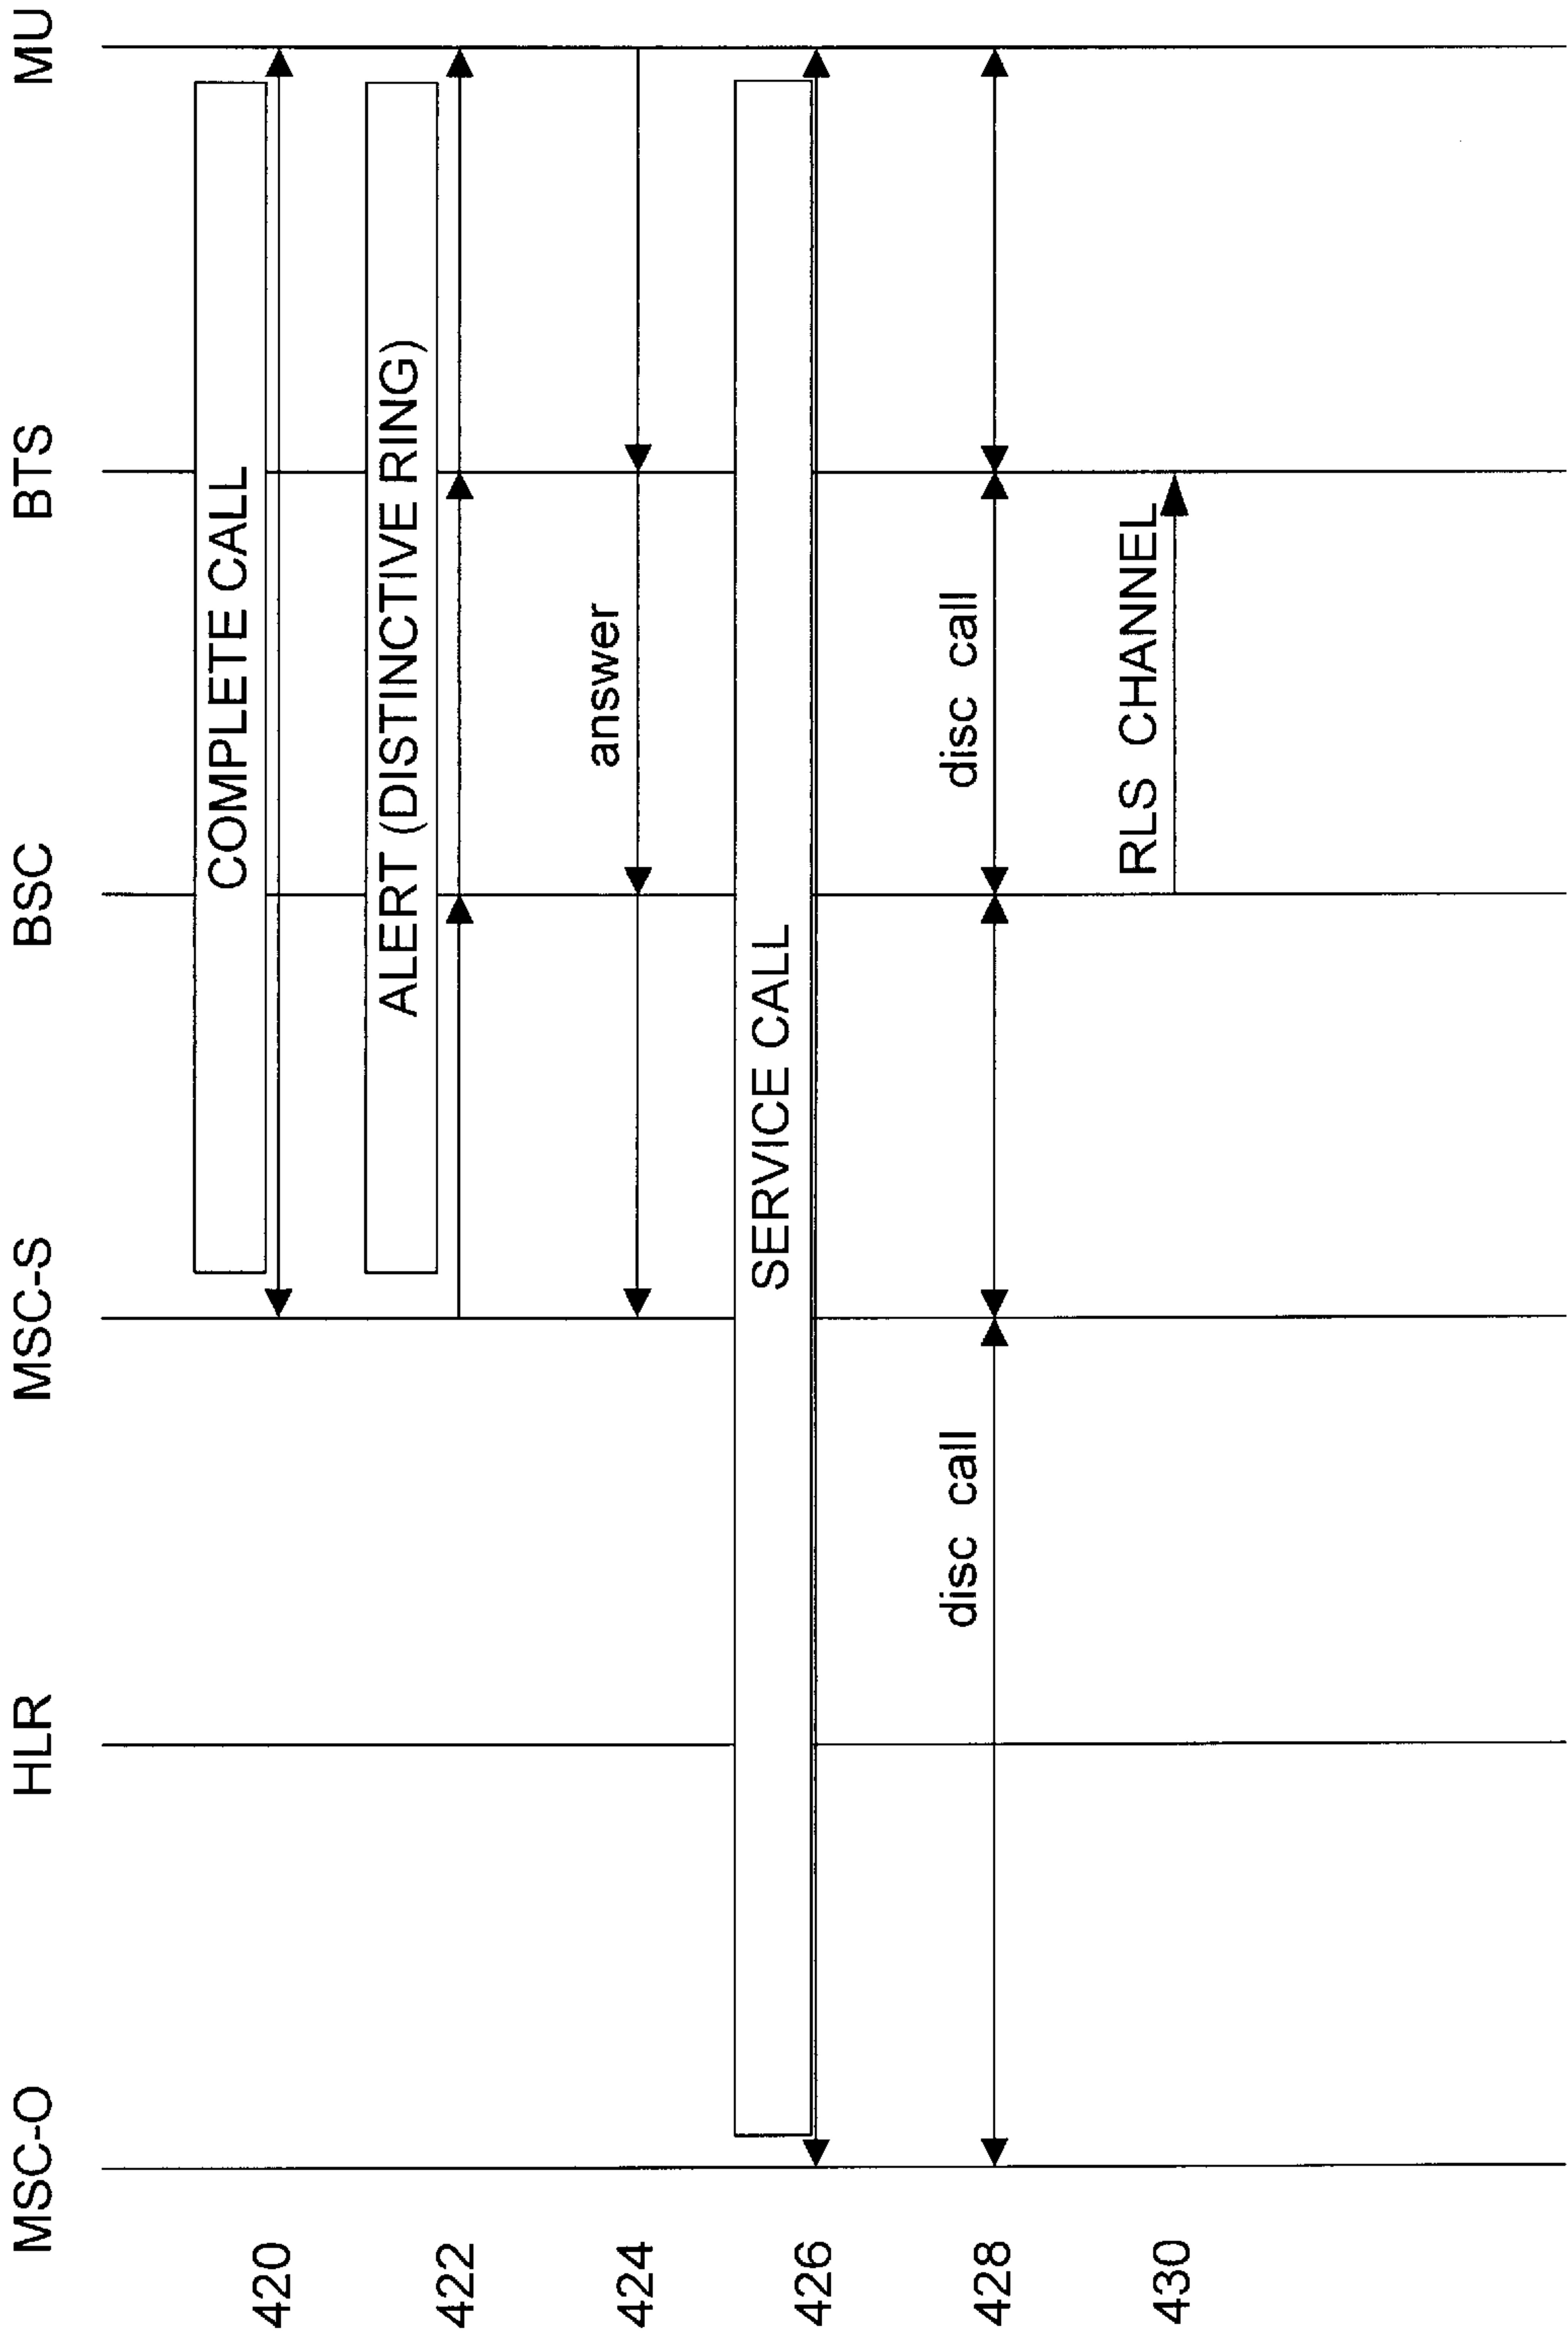 MSC-O HLR MSC-S BSC BTS MU
420
COMPLETE CALL
422
ALERT (DISTINCTIVE RING)
424
answer
426
SERVICE CALL
428
disc call
disc call
430
RLS CHANNEL